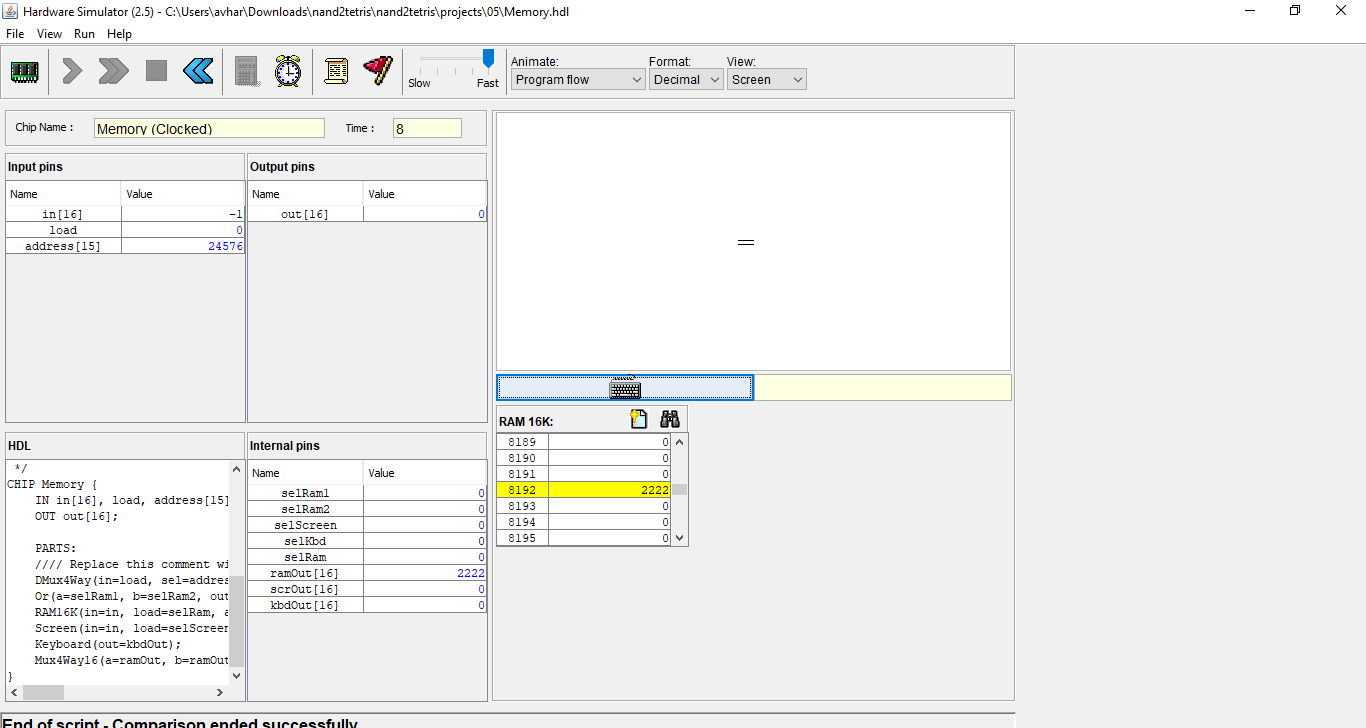 Hardware Simulator (2.5) - C:\Users\avhar\Downloads\nand2tetris\nand2tetris\projects\05\Memory.hdl
File View Run Help
Slow Fast
Animate: Format: View:
Program flow Decimal Screen
Chip Name : Memory (Clocked) Time : 8
Input pins
Name Value
in[16] -1
load 0
address[15] 24576
Output pins
Name Value
out[16] 0
HDL
*/
CHIP Memory {
IN in[16], load, address[15]
OUT out[16];
PARTS:
//// Replace this comment wi
DMux4Way(in=load, sel=addres
Or(a=selRam1, b=selRam2, out
RAM16K(in=in, load=selRam, a
Screen(in=in, load=selScreen
Keyboard(out=kbdOut);
Mux4Way16(a=ramOut, b=ramOut
}
Internal pins
Name Value
selRam1 0
selRam2 0
selScreen 0
selKbd 0
selRam 0
ramOut[16] 2222
scrOut[16] 0
kbdOut[16] 0
RAM 16K:
8189 0
8190 0
8191 0
8192 2222
8193 0
8194 0
8195 0
End of script - Comparison ended successfully